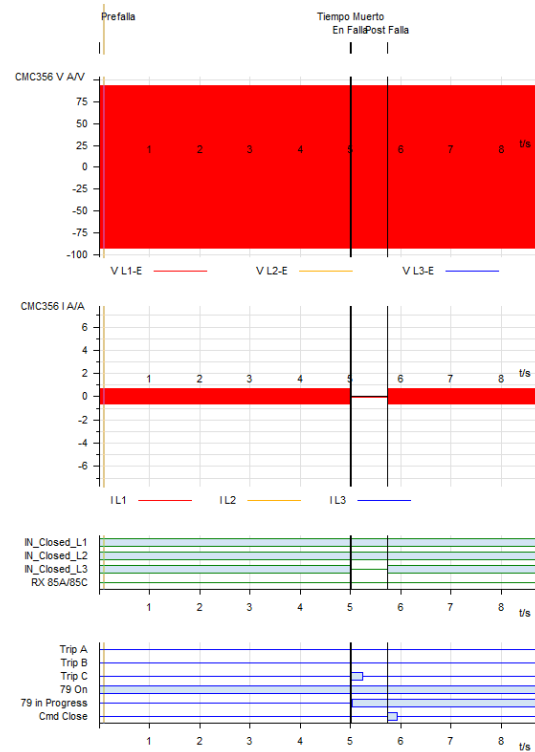 Prefalla
Tiempo Muerto
En Falla Post Falla
CMC356 V A/V
75
50
25
0
-25
-50
-75
-100
1 2 3 4 5 6 7 8 t/s
V L1-E V L2-E V L3-E
CMC356 I A/A
6
4
2
0
-2
-4
-6
1 2 3 4 5 6 7 8 t/s
I L1 I L2 I L3
IN_Closed_L1
IN_Closed_L2
IN_Closed_L3
RX 85A/85C
1 2 3 4 5 6 7 8 t/s
Trip A
Trip B
Trip C
79 On
79 in Progress
Cmd Close
1 2 3 4 5 6 7 8 t/s